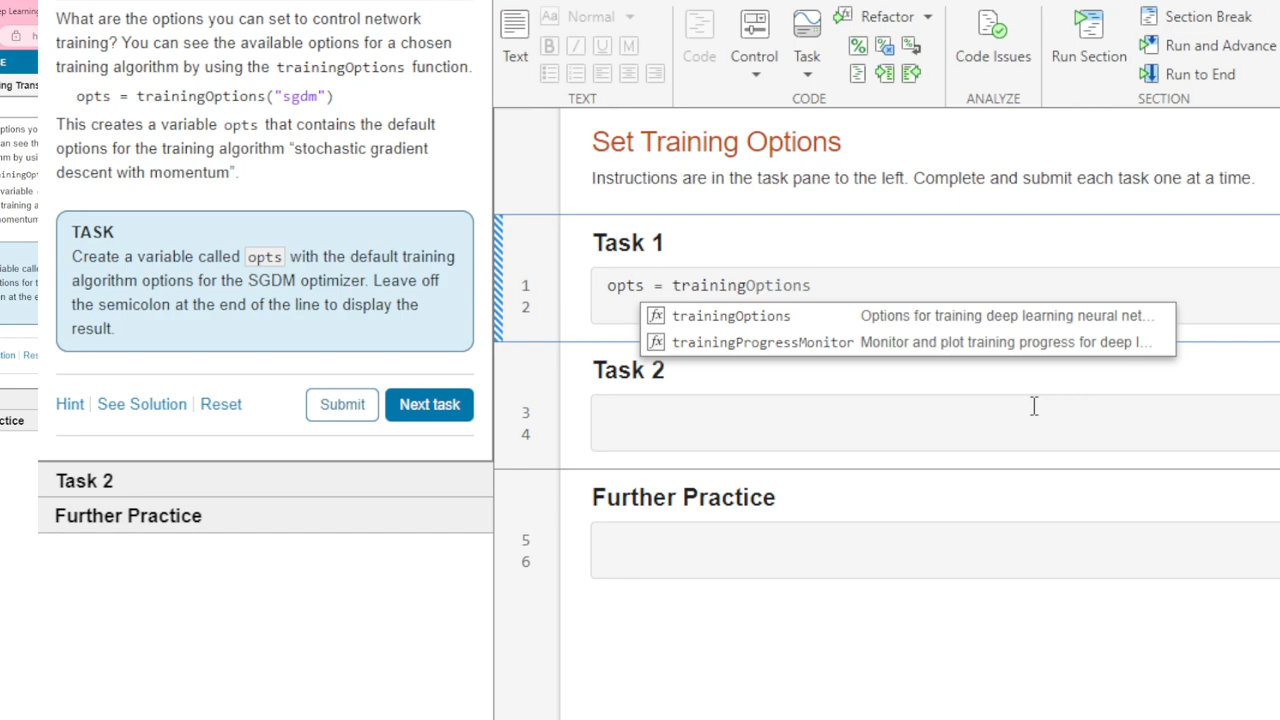 ep Learning
h
E
ning Trans
What are the options you can set to control network
training? You can see the available options for a chosen
training algorithm by using the trainingOptions function.
opts = trainingOptions("sgdm")
This creates a variable opts that contains the default
options for the training algorithm “stochastic gradient
descent with momentum”.
TASK
Create a variable called opts with the default training
algorithm options for the SGDM optimizer. Leave off
the semicolon at the end of the line to display the
result.
Hint | See Solution | Reset
Submit
Next task
Task 2
Further Practice
ctice
Text
Aa Normal
B I U M
TEXT
Code
Control
Task
Refactor
CODE
Code Issues
ANALYZE
Run Section
Section Break
Run and Advance
Run to End
SECTION
Set Training Options
Instructions are in the task pane to the left. Complete and submit each task one at a time.
Task 1
1 opts = trainingOptions
2
fx trainingOptions Options for training deep learning neural net...
fx trainingProgressMonitor Monitor and plot training progress for deep l...
Task 2
3
4
Further Practice
5
6